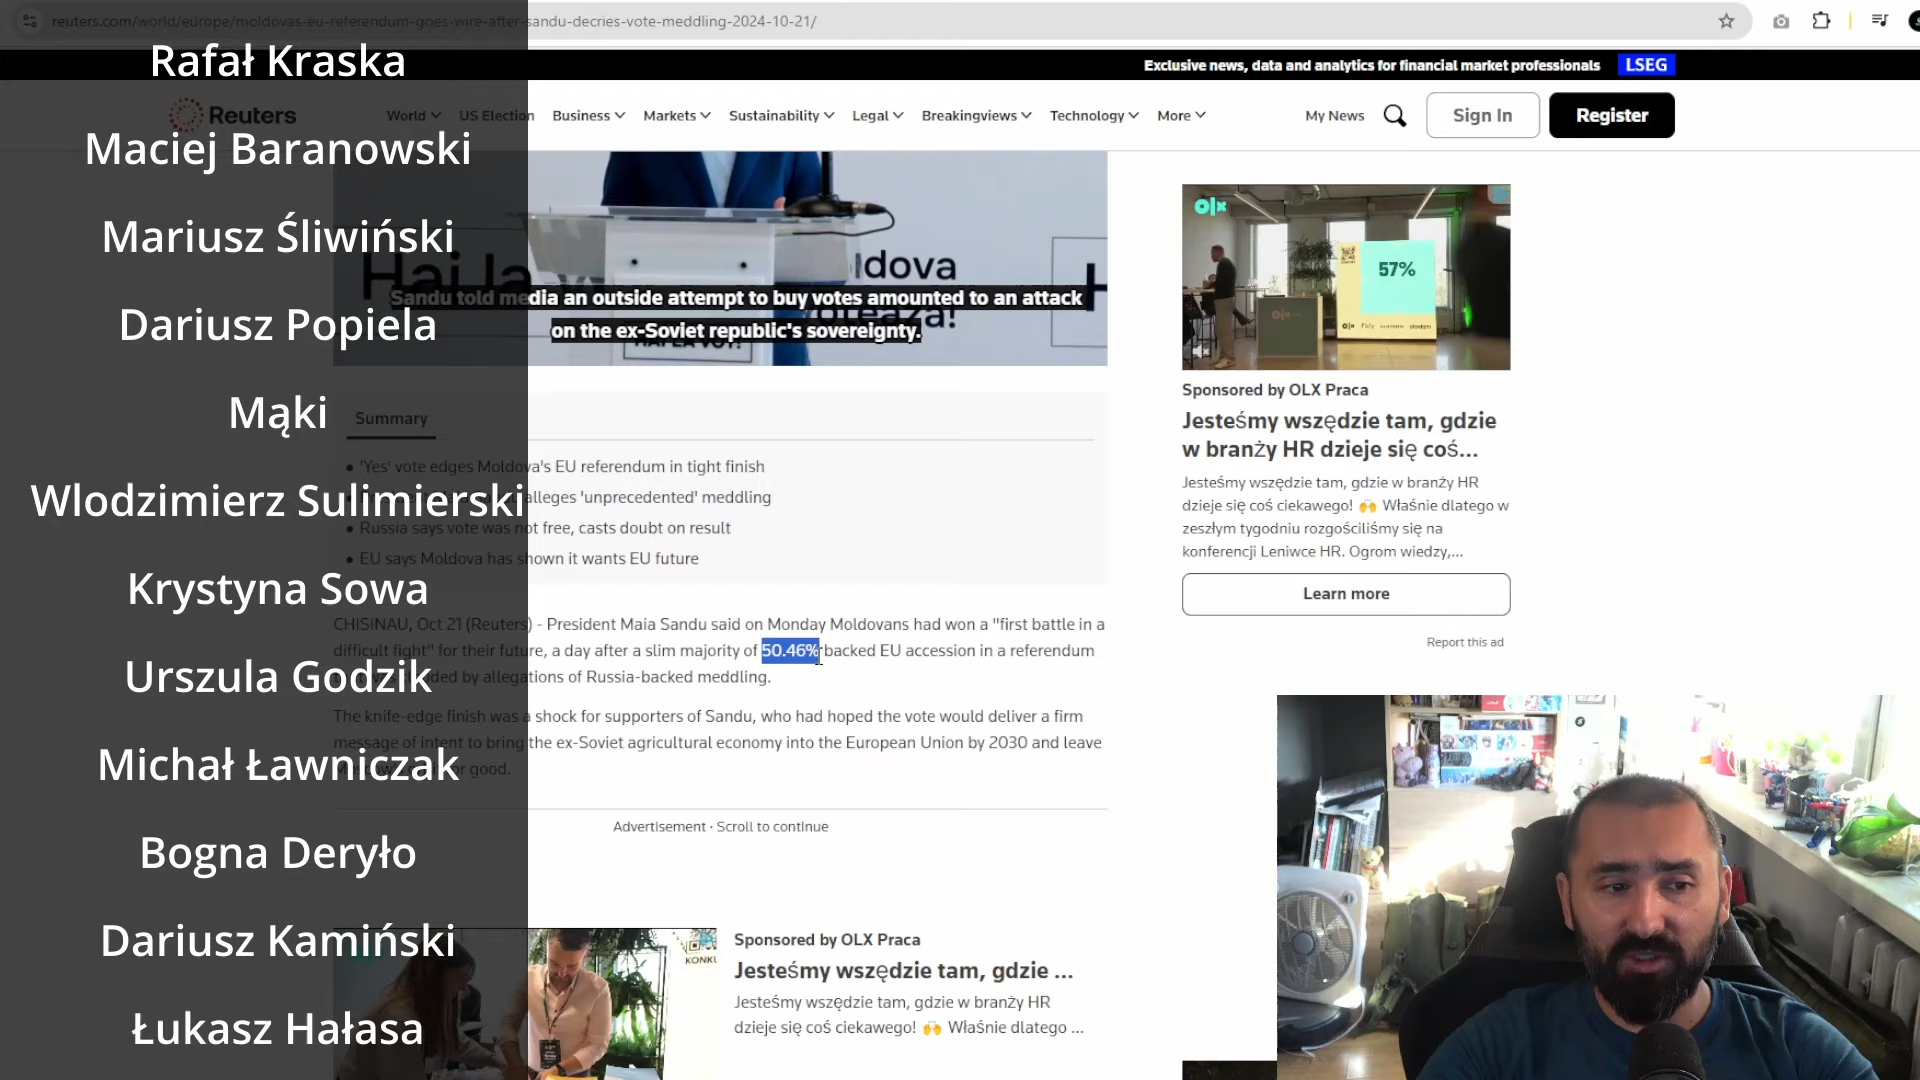 reuters.com/world/europe/moldovas-eu-referendum-goes-wire-after-sandu-decries-vote-meddling-2024-10-21/
Exclusive news, data and analytics for financial market professionals LSEG
Reuters World US Election Business Markets Sustainability Legal Breakingviews Technology More My News Sign In Register
Rafał Kraska
Maciej Baranowski
Mariusz Śliwiński
Dariusz Popiela
Mąki
Wlodzimierz Sulimierski
Krystyna Sowa
Urszula Godzik
Michał Ławniczak
Bogna Deryło
Dariusz Kamiński
Łukasz Hałasa
Sandu told media an outside attempt to buy votes amounted to an attack
on the ex-Soviet republic's sovereignty.
Summary
'Yes' vote edges Moldova's EU referendum in tight finish
alleges 'unprecedented' meddling
Russia says vote was not free, casts doubt on result
EU says Moldova has shown it wants EU future
CHISINAU, Oct 21 (Reuters) - President Maia Sandu said on Monday Moldovans had won a "first battle in a
difficult fight" for their future, a day after a slim majority of 50.46% backed EU accession in a referendum
by allegations of Russia-backed meddling.
The knife-edge finish was a shock for supporters of Sandu, who had hoped the vote would deliver a firm
message of intent to bring the ex-Soviet agricultural economy into the European Union by 2030 and leave
for good.
Advertisement · Scroll to continue
Sponsored by OLX Praca
Jesteśmy wszędzie tam, gdzie ...
Jesteśmy wszędzie tam, gdzie w branży HR
dzieje się coś ciekawego! 🙌 Właśnie dlatego ...
olx
57%
Sponsored by OLX Praca
Jesteśmy wszędzie tam, gdzie
w branży HR dzieje się coś...
Jesteśmy wszędzie tam, gdzie w branży HR
dzieje się coś ciekawego! 🙌 Właśnie dlatego w
zeszłym tygodniu rozgościliśmy się na
konferencji Leniwce HR. Ogrom wiedzy,...
Learn more
Report this ad